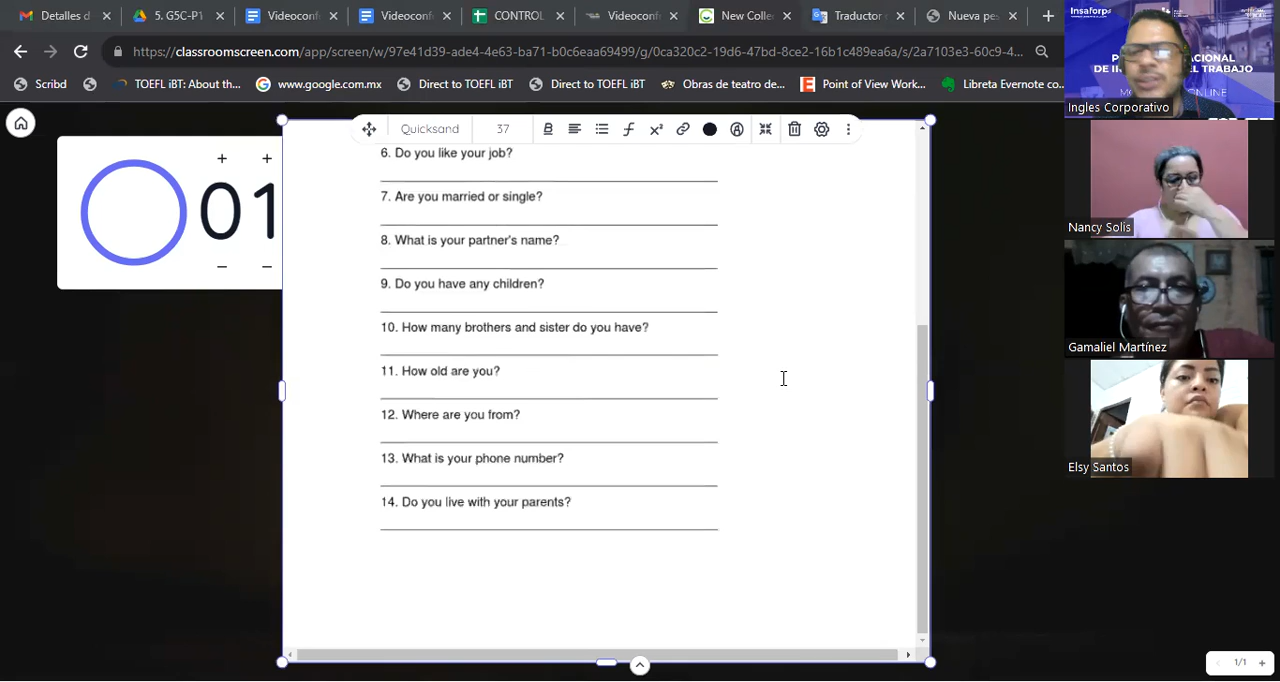 Detalles d
5. G5C-P1
Videoconf
Videoconf
CONTROL
Videoconf
New Colle
Traductor
Nueva pes
https://classroomscreen.com/app/screen/w/97e41d39-ade4-4e63-ba71-b0c6eaa69499/g/0ca320c2-19d6-47bd-8ce2-16b1c489ea6a/s/2a7103e3-60c9-4...
Scribd
TOEFL iBT: About th...
www.google.com.mx
Direct to TOEFL iBT
Direct to TOEFL iBT
Obras de teatro de...
Point of View Work...
Libreta Evernote co...
Quicksand
37
01
6. Do you like your job?
7. Are you married or single?
8. What is your partner's name?
9. Do you have any children?
10. How many brothers and sister do you have?
11. How old are you?
12. Where are you from?
13. What is your phone number?
14. Do you live with your parents?
1/1
Insaforp
Ingles Corporativo
Nancy Solis
Gamaliel Martínez
Elsy Santos